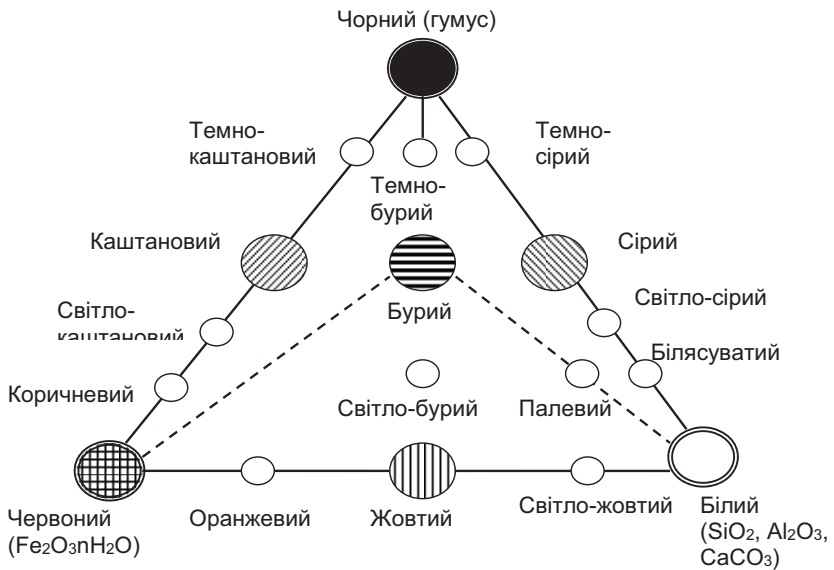 Чорний (гумус)
Темно-
каштановий
Темно-
сірий
Темно-
бурий
Каштановий
Сірий
Світло-
каштановий
Бурий
Світло-сірий
Білясуватий
Коричневий
Світло-бурий
Палевий
Червоний
(Fe₂O₃nH₂O)
Оранжевий
Жовтий
Світло-жовтий
Білий
(SiO₂, Al₂O₃,
CaCO₃)